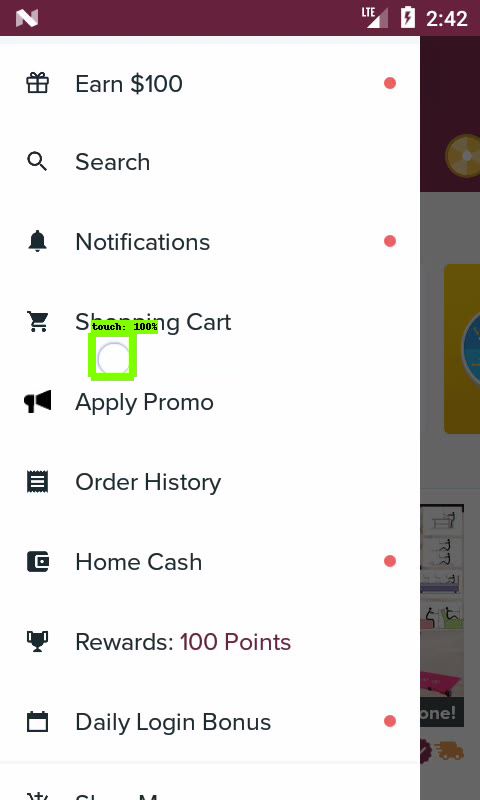 LTE 2:42
Earn $100
Search
Notifications
Shopping Cart
touch: 100%
Apply Promo
Order History
Home Cash
Rewards: 100 Points
Daily Login Bonus
one!